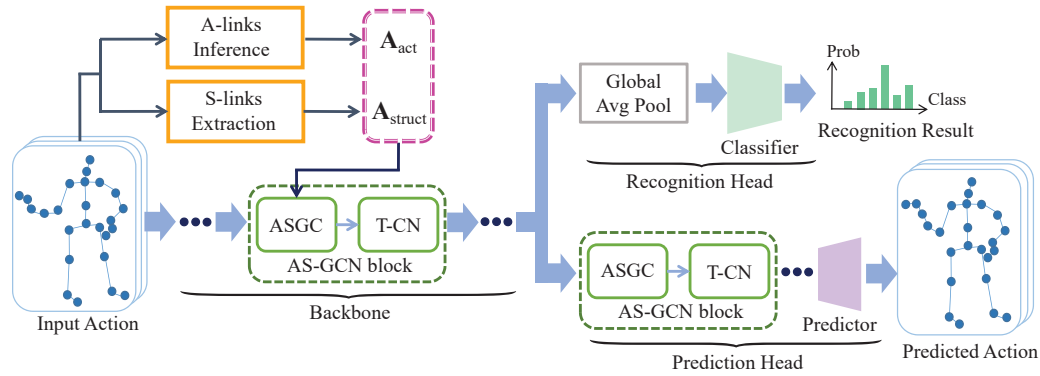 A-links
Inference
S-links
Extraction
A_act
A_struct
Input Action
ASGC
T-CN
AS-GCN block
Backbone
Global
Avg Pool
Classifier
Recognition Head
Prob
Class
Recognition Result
ASGC
T-CN
AS-GCN block
Predictor
Prediction Head
Predicted Action